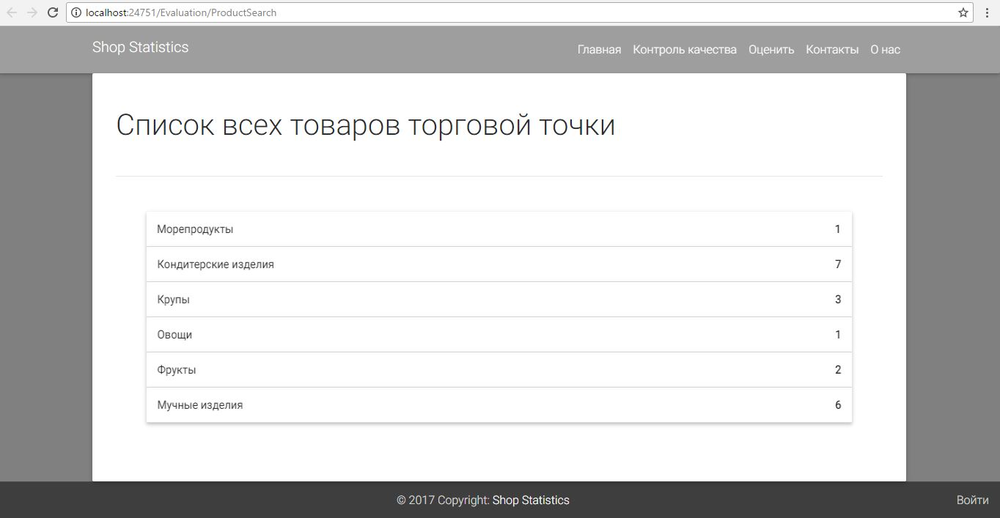 localhost:24751/Evaluation/ProductSearch
Shop Statistics
Главная Контроль качества Оценить Контакты О нас
Список всех товаров торговой точки
Морепродукты 1
Кондитерские изделия 7
Крупы 3
Овощи 1
Фрукты 2
Мучные изделия 6
© 2017 Copyright: Shop Statistics Войти